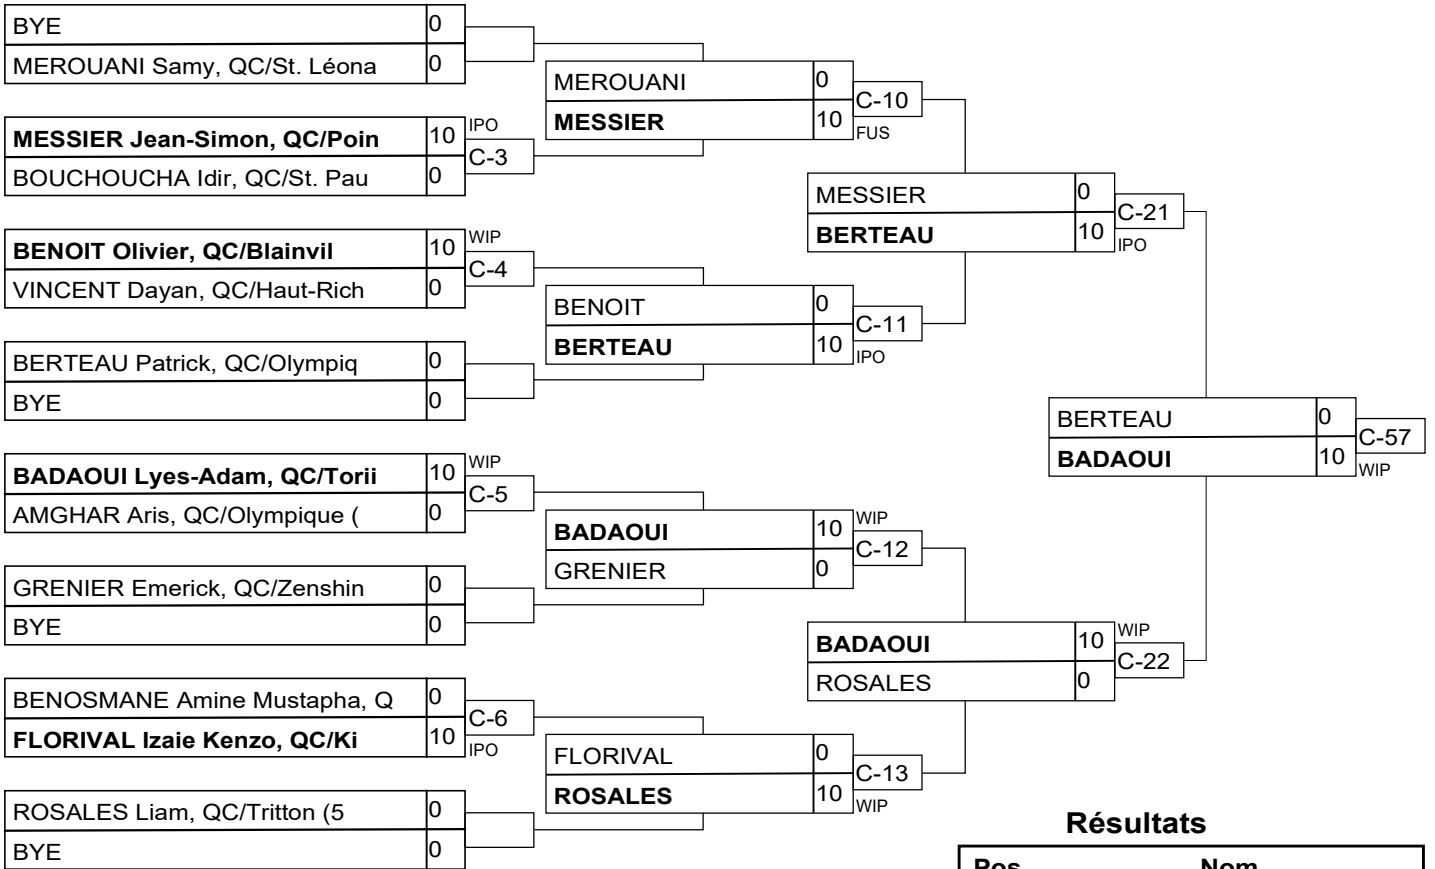 BYE 0
MEROUANI Samy, QC/St. Léona 0
MESSIER Jean-Simon, QC/Poin 10 IPO
C-3
BOUCHOUCHA Idir, QC/St. Pau 0
BENOIT Olivier, QC/Blainvil 10 WIP
C-4
VINCENT Dayan, QC/Haut-Rich 0
BERTEAU Patrick, QC/Olympiq 0
BYE 0
BADAOUI Lyes-Adam, QC/Torii 10 WIP
C-5
AMGHAR Aris, QC/Olympique ( 0
GRENIER Emerick, QC/Zenshin 0
BYE 0
BENOSMANE Amine Mustapha, Q 0
C-6
FLORIVAL Izaie Kenzo, QC/Ki 10 IPO
ROSALES Liam, QC/Tritton (5 0
BYE 0
MEROUANI 0
C-10
MESSIER 10 FUS
BENOIT 0
C-11
BERTEAU 10 IPO
BADAOUI 10 WIP
C-12
GRENIER 0
FLORIVAL 0
C-13
ROSALES 10 WIP
MESSIER 0
C-21
BERTEAU 10 IPO
BADAOUI 10 WIP
C-22
ROSALES 0
BERTEAU 0
C-57
BADAOUI 10 WIP
Résultats
Pos Nom